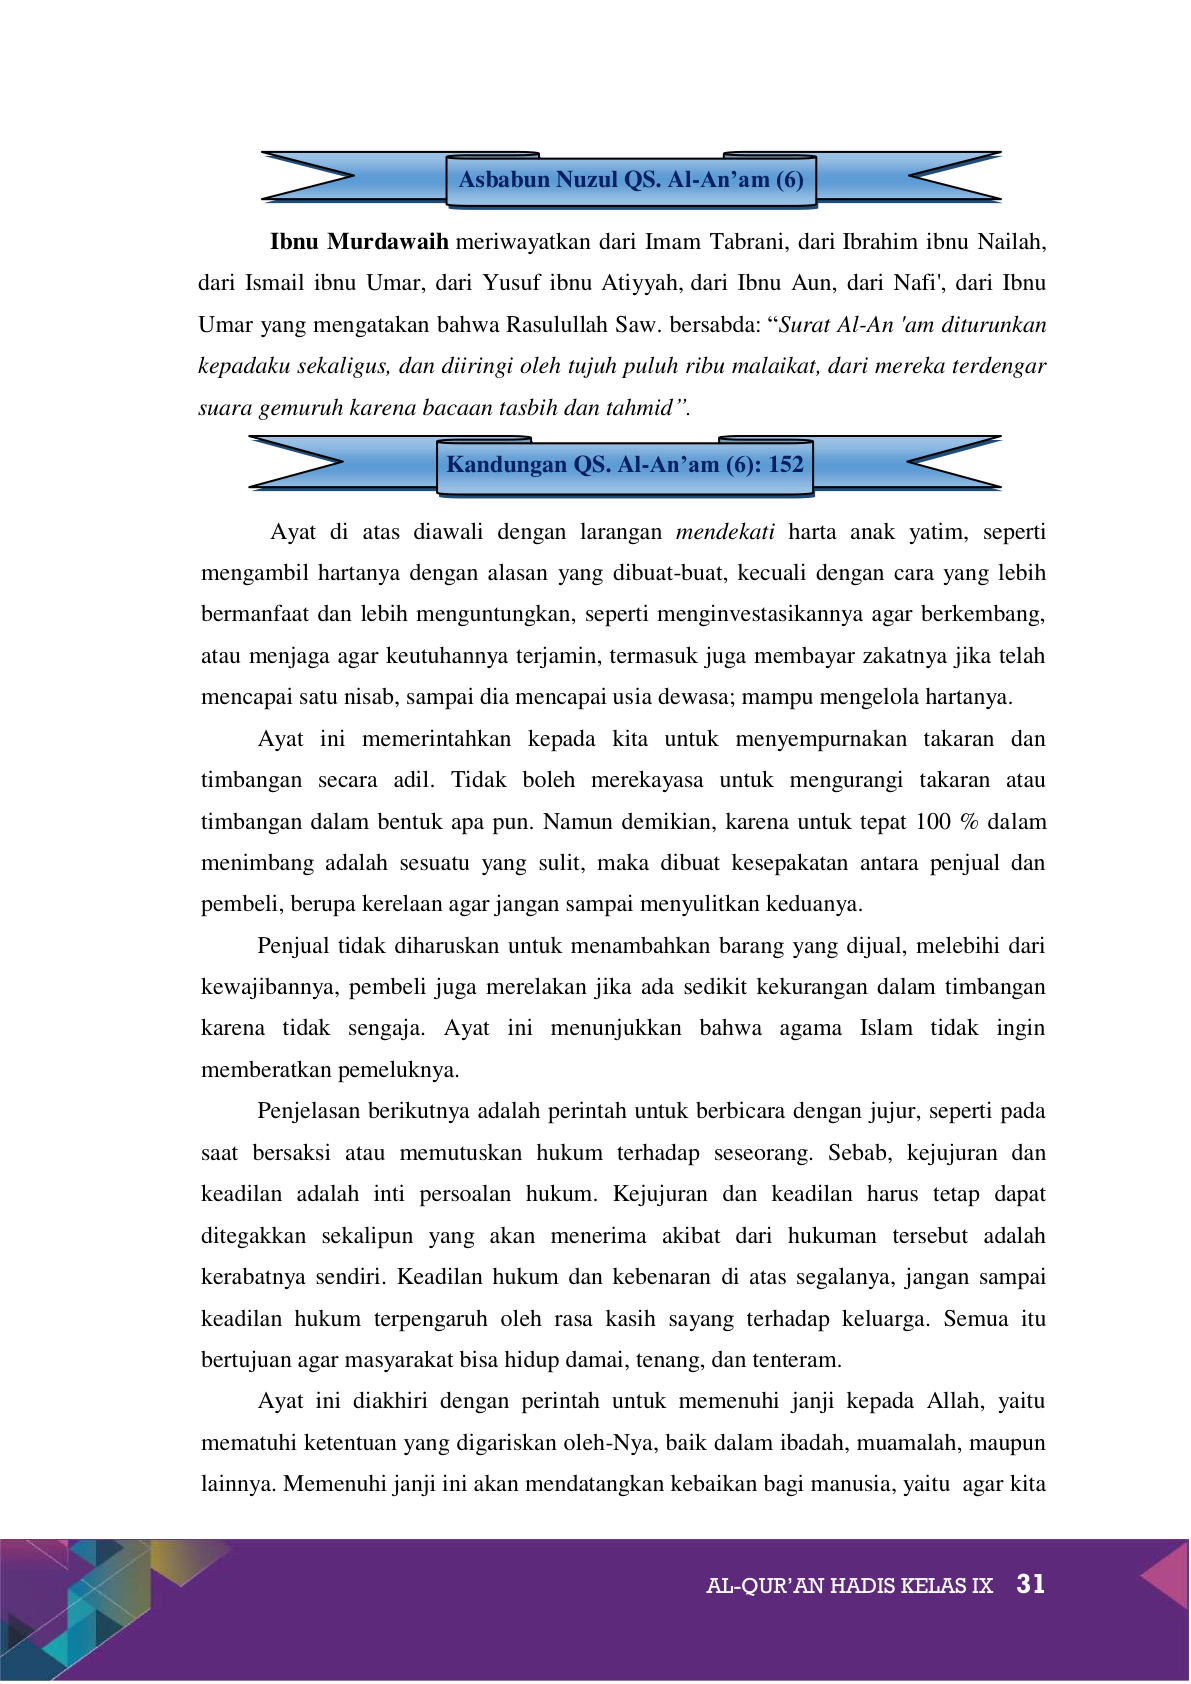 Asbabun Nuzul QS. Al-An’am (6)
Ibnu Murdawaih meriwayatkan dari Imam Tabrani, dari Ibrahim ibnu Nailah,
dari Ismail ibnu Umar, dari Yusuf ibnu Atiyyah, dari Ibnu Aun, dari Nafi', dari Ibnu
Umar yang mengatakan bahwa Rasulullah Saw. bersabda: “Surat Al-An 'am diturunkan
kepadaku sekaligus, dan diiringi oleh tujuh puluh ribu malaikat, dari mereka terdengar
suara gemuruh karena bacaan tasbih dan tahmid”.
Kandungan QS. Al-An’am (6): 152
Ayat di atas diawali dengan larangan mendekati harta anak yatim, seperti
mengambil hartanya dengan alasan yang dibuat-buat, kecuali dengan cara yang lebih
bermanfaat dan lebih menguntungkan, seperti menginvestasikannya agar berkembang,
atau menjaga agar keutuhannya terjamin, termasuk juga membayar zakatnya jika telah
mencapai satu nisab, sampai dia mencapai usia dewasa; mampu mengelola hartanya.
Ayat ini memerintahkan kepada kita untuk menyempurnakan takaran dan
timbangan secara adil. Tidak boleh merekayasa untuk mengurangi takaran atau
timbangan dalam bentuk apa pun. Namun demikian, karena untuk tepat 100 % dalam
menimbang adalah sesuatu yang sulit, maka dibuat kesepakatan antara penjual dan
pembeli, berupa kerelaan agar jangan sampai menyulitkan keduanya.
Penjual tidak diharuskan untuk menambahkan barang yang dijual, melebihi dari
kewajibannya, pembeli juga merelakan jika ada sedikit kekurangan dalam timbangan
karena tidak sengaja. Ayat ini menunjukkan bahwa agama Islam tidak ingin
memberatkan pemeluknya.
Penjelasan berikutnya adalah perintah untuk berbicara dengan jujur, seperti pada
saat bersaksi atau memutuskan hukum terhadap seseorang. Sebab, kejujuran dan
keadilan adalah inti persoalan hukum. Kejujuran dan keadilan harus tetap dapat
ditegakkan sekalipun yang akan menerima akibat dari hukuman tersebut adalah
kerabatnya sendiri. Keadilan hukum dan kebenaran di atas segalanya, jangan sampai
keadilan hukum terpengaruh oleh rasa kasih sayang terhadap keluarga. Semua itu
bertujuan agar masyarakat bisa hidup damai, tenang, dan tenteram.
Ayat ini diakhiri dengan perintah untuk memenuhi janji kepada Allah, yaitu
mematuhi ketentuan yang digariskan oleh-Nya, baik dalam ibadah, muamalah, maupun
lainnya. Memenuhi janji ini akan mendatangkan kebaikan bagi manusia, yaitu agar kita
AL-QUR’AN HADIS KELAS IX 31